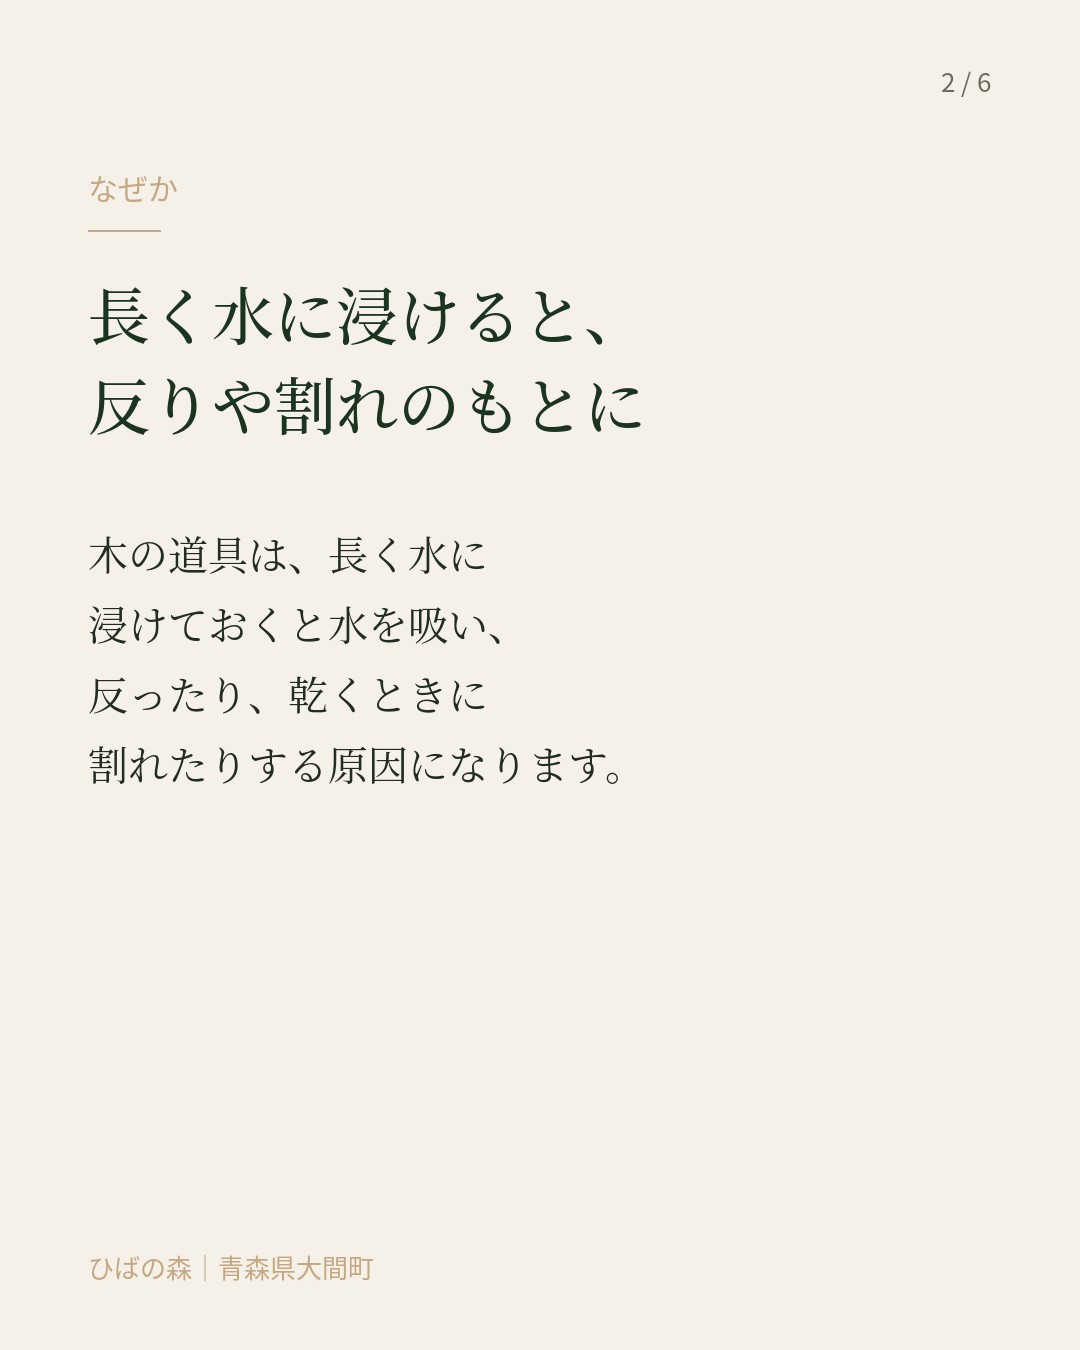 2 / 6
なぜか
長く水に浸けると、
反りや割れのもとに
木の道具は、長く水に
浸けておくと水を吸い、
反ったり、乾くときに
割れたりする原因になります。
ひばの森｜青森県大間町